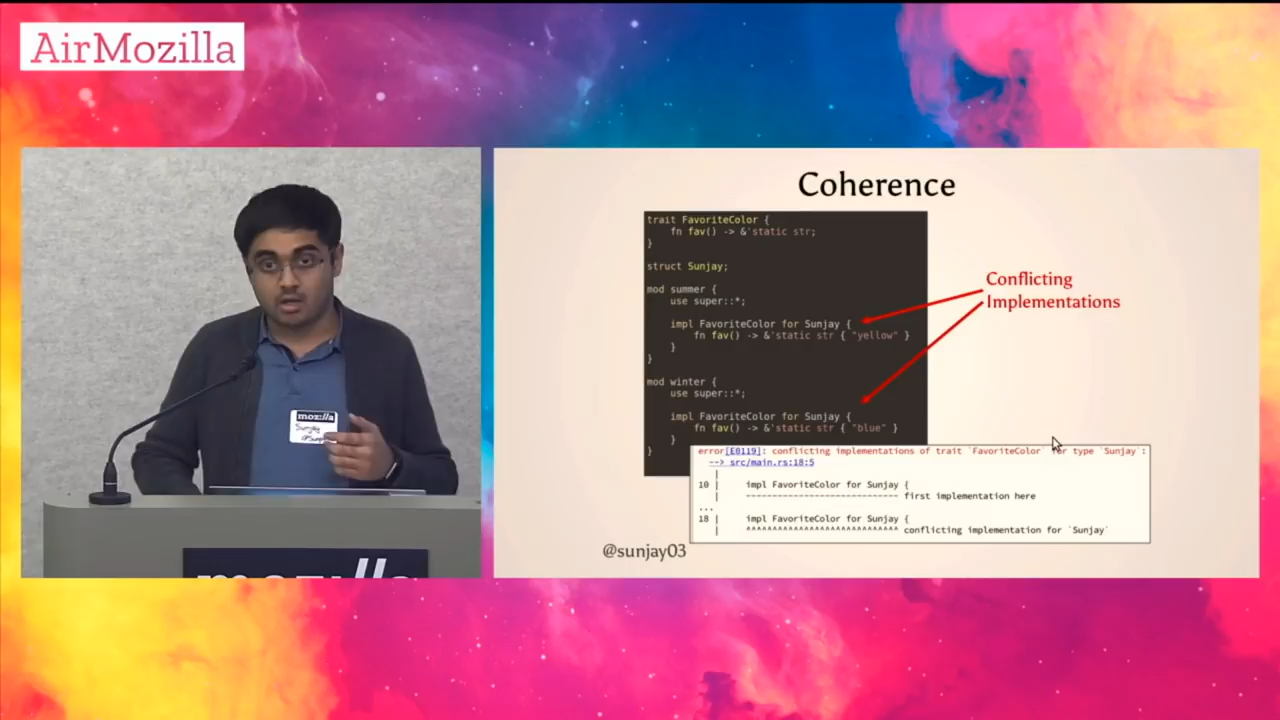 AirMozilla
moz://a
Sunjay
moz://a
Coherence
trait FavoriteColor {
    fn fav() -> &'static str;
}
struct Sunjay;
mod summer {
    use super::*;
    impl FavoriteColor for Sunjay {
        fn fav() -> &'static str { "yellow" }
    }
}
mod winter {
    use super::*;
    impl FavoriteColor for Sunjay {
        fn fav() -> &'static str { "blue" }
    }
}
Conflicting
Implementations
error[E0119]: conflicting implementations of trait `FavoriteColor` for type `Sunjay`:
--> src/main.rs:18:5
|
10 |     impl FavoriteColor for Sunjay {
|     ----------------------------- first implementation here
...
18 |     impl FavoriteColor for Sunjay {
|     ^^^^^^^^^^^^^^^^^^^^^^^^^^^^^ conflicting implementation for `Sunjay`
@sunjay03